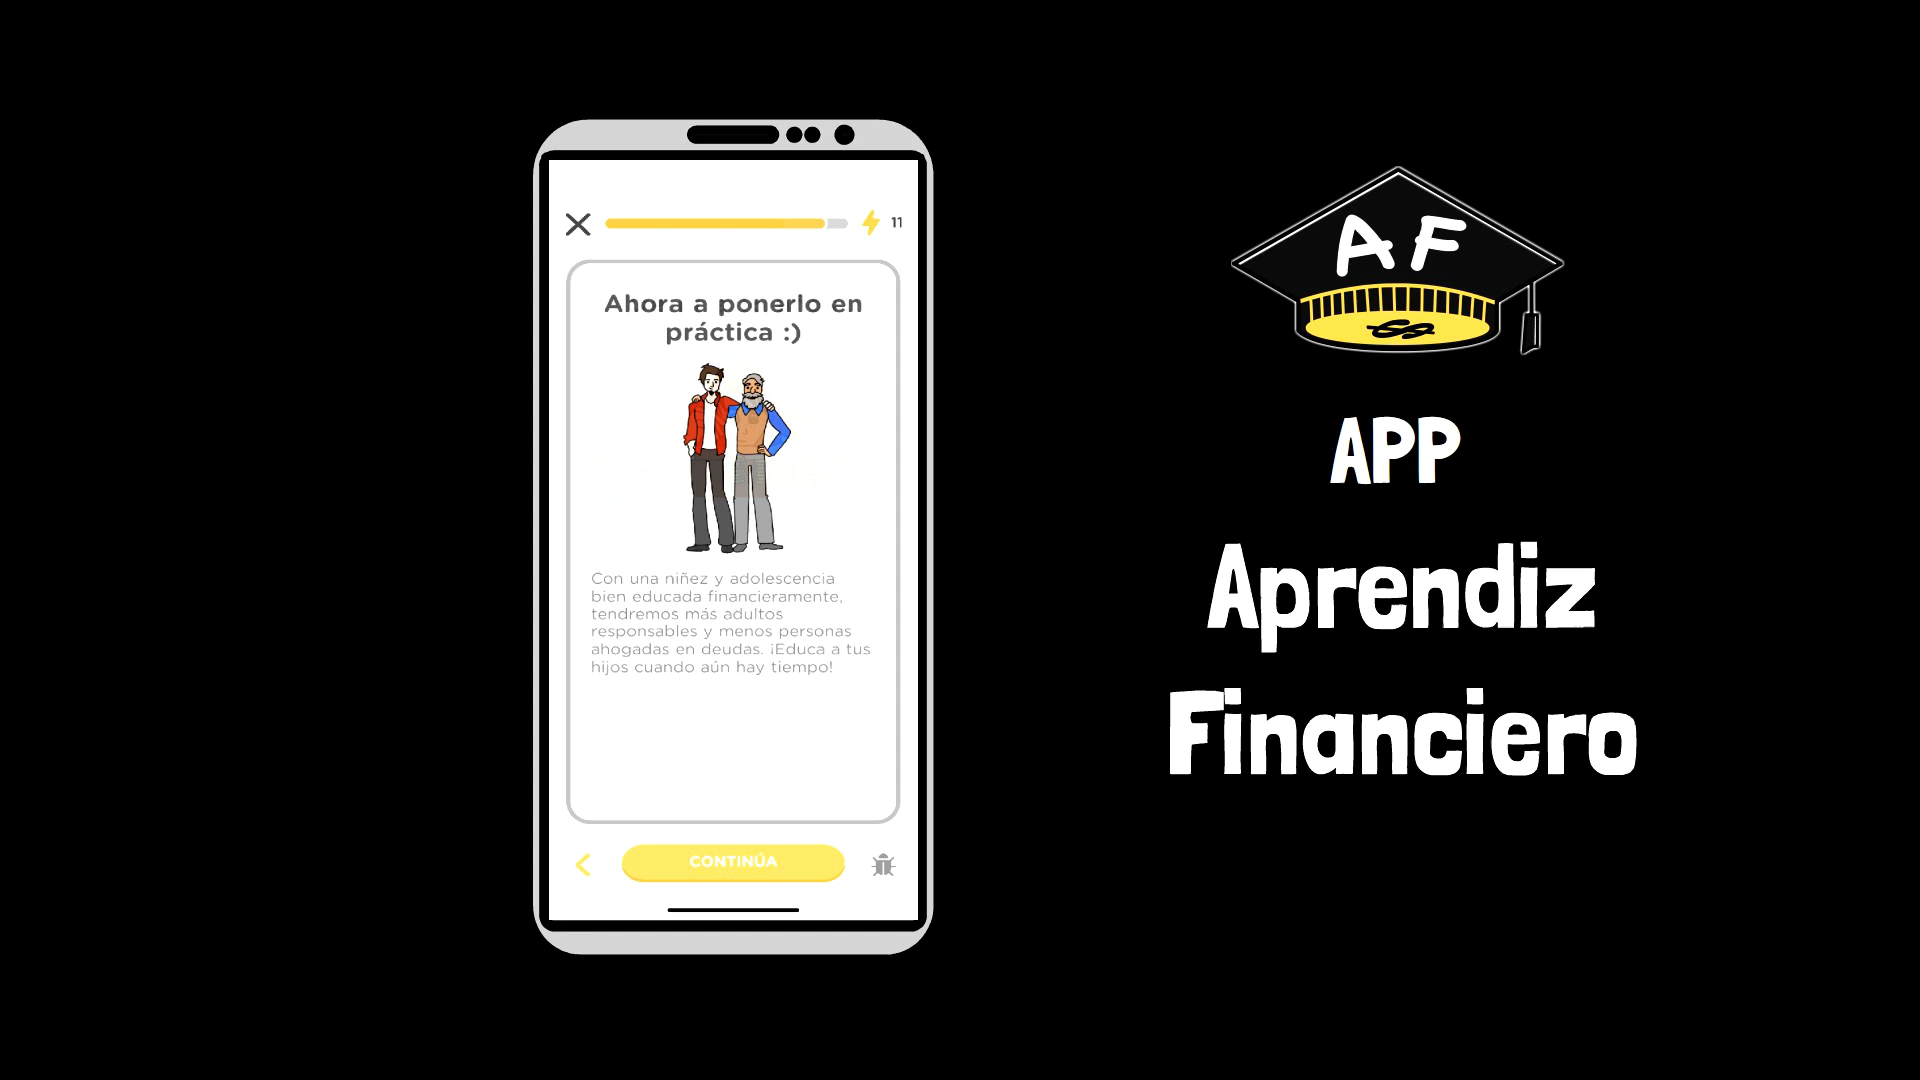 11
Ahora a ponerlo en
práctica :)
Con una niñez y adolescencia
bien educada financieramente,
tendremos más adultos
responsables y menos personas
ahogadas en deudas. ¡Educa a tus
hijos cuando aún hay tiempo!
CONTINÚA
AF
$
APP
Aprendiz
Financiero